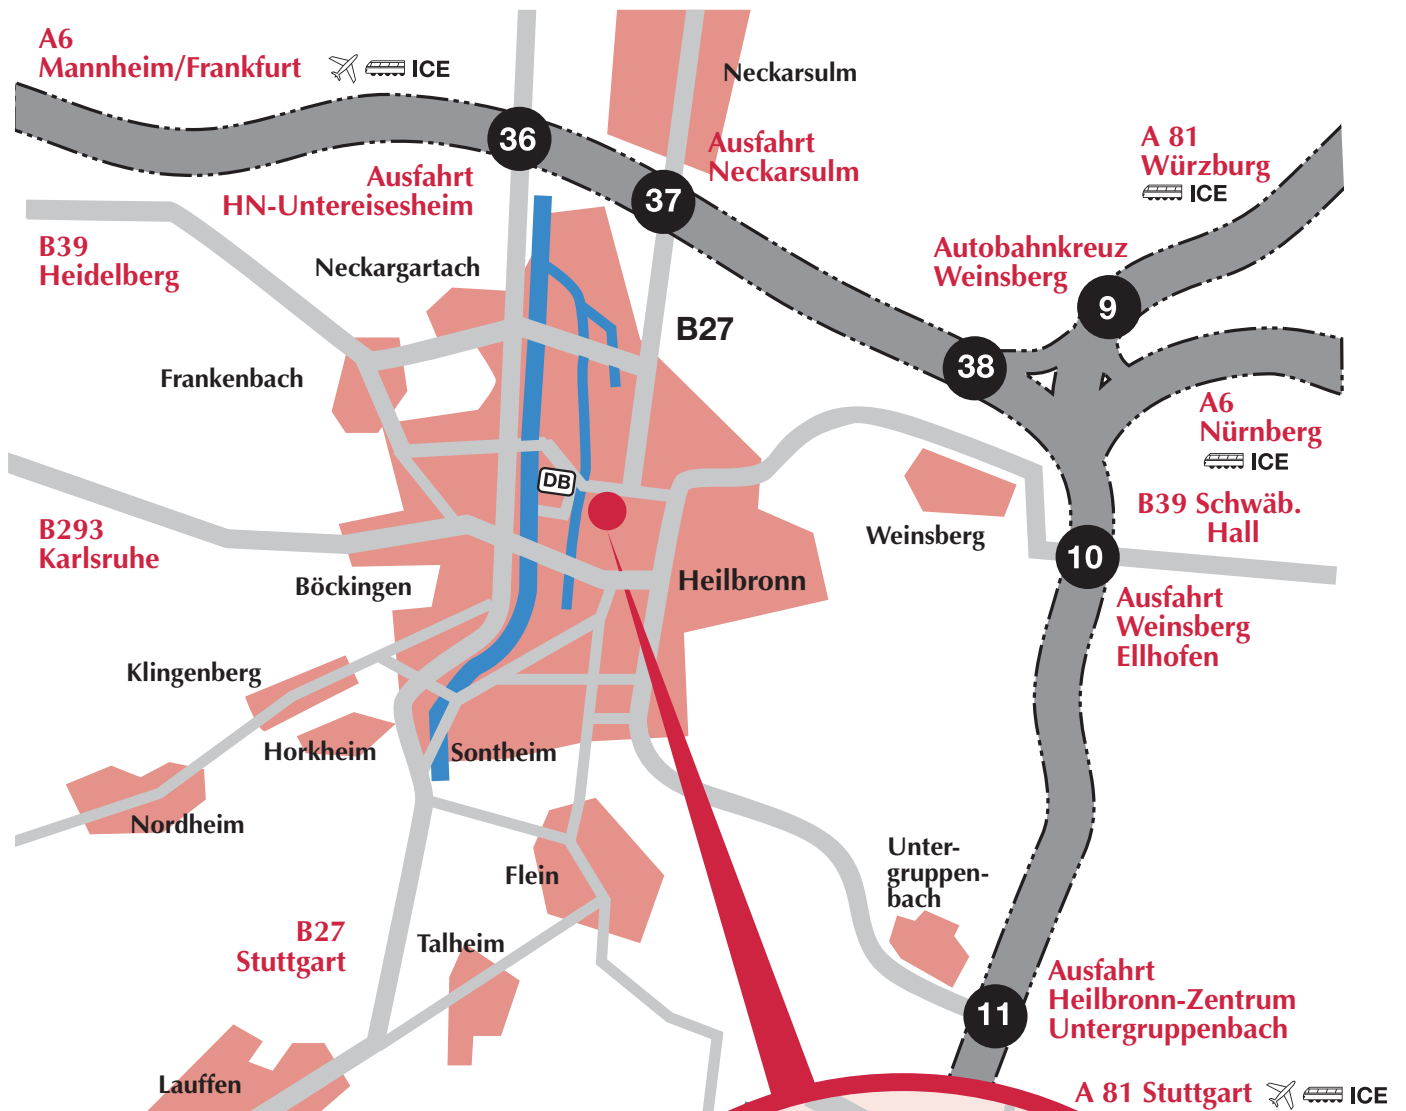 A6
Mannheim/Frankfurt
ICE
Neckarsulm
36
Ausfahrt
Neckarsulm
A 81
Würzburg
ICE
Ausfahrt
HN-Untereisesheim
37
B39
Heidelberg
Neckargartach
Autobahnkreuz
Weinsberg
9
B27
38
Frankenbach
A6
Nürnberg
ICE
DB
B293
Karlsruhe
Weinsberg
B39 Schwäb.
Hall
10
Böckingen
Heilbronn
Ausfahrt
Weinsberg
Ellhofen
Klingenberg
Horkheim
Sontheim
Nordheim
Flein
Unter-
gruppen-
bach
B27
Stuttgart
Talheim
Ausfahrt
Heilbronn-Zentrum
Untergruppenbach
11
Lauffen
A 81 Stuttgart
ICE